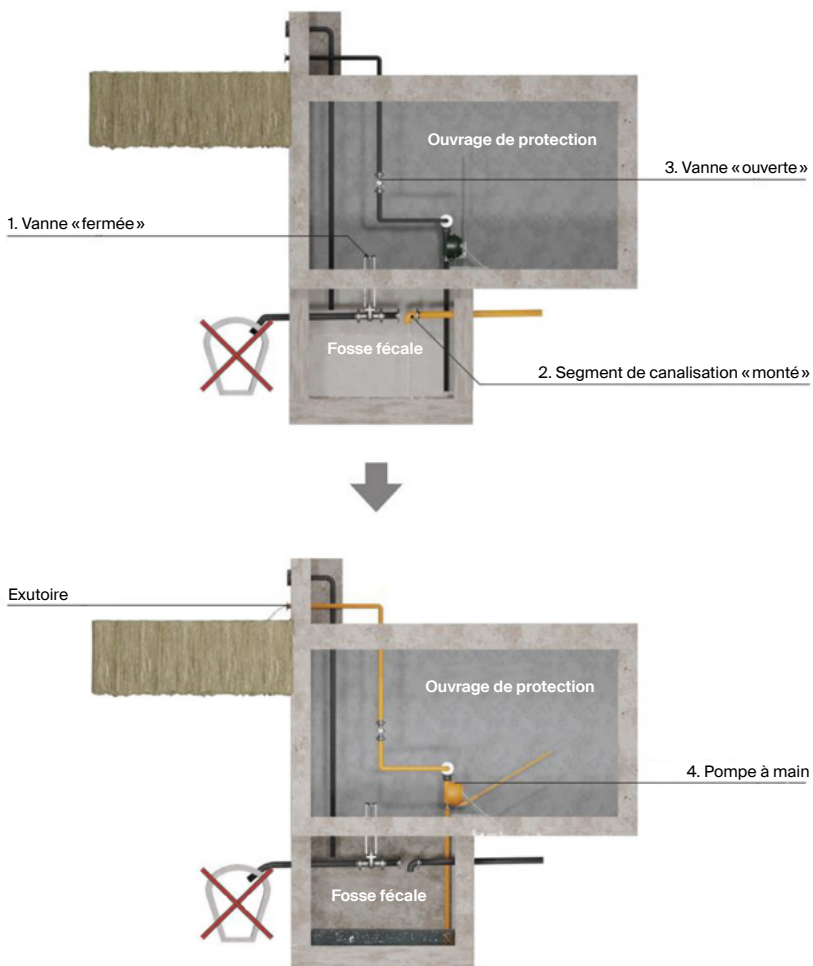 Ouvrage de protection
3. Vanne «ouverte»
1. Vanne «fermée»
Fosse fécale
2. Segment de canalisation «monté»
Exutoire
Ouvrage de protection
4. Pompe à main
Fosse fécale